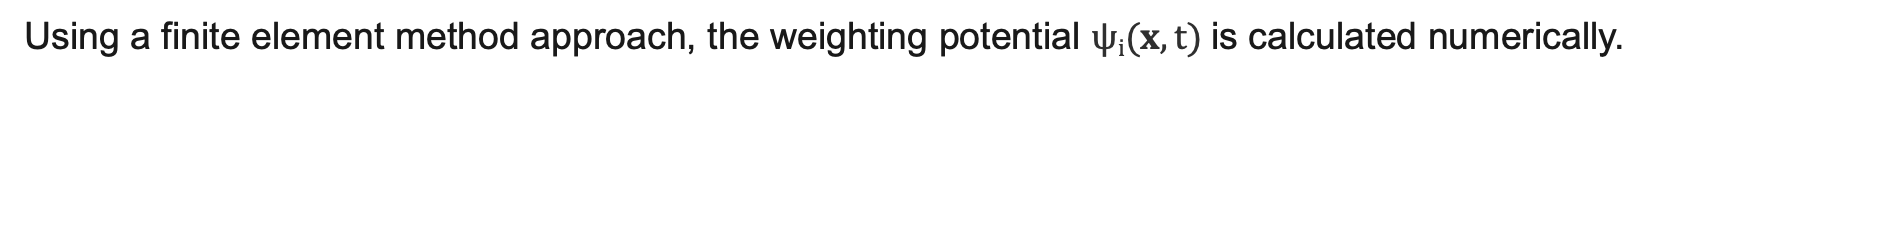 Using a finite element method approach, the weighting potential ψᵢ(𝐱, t) is calculated numerically.